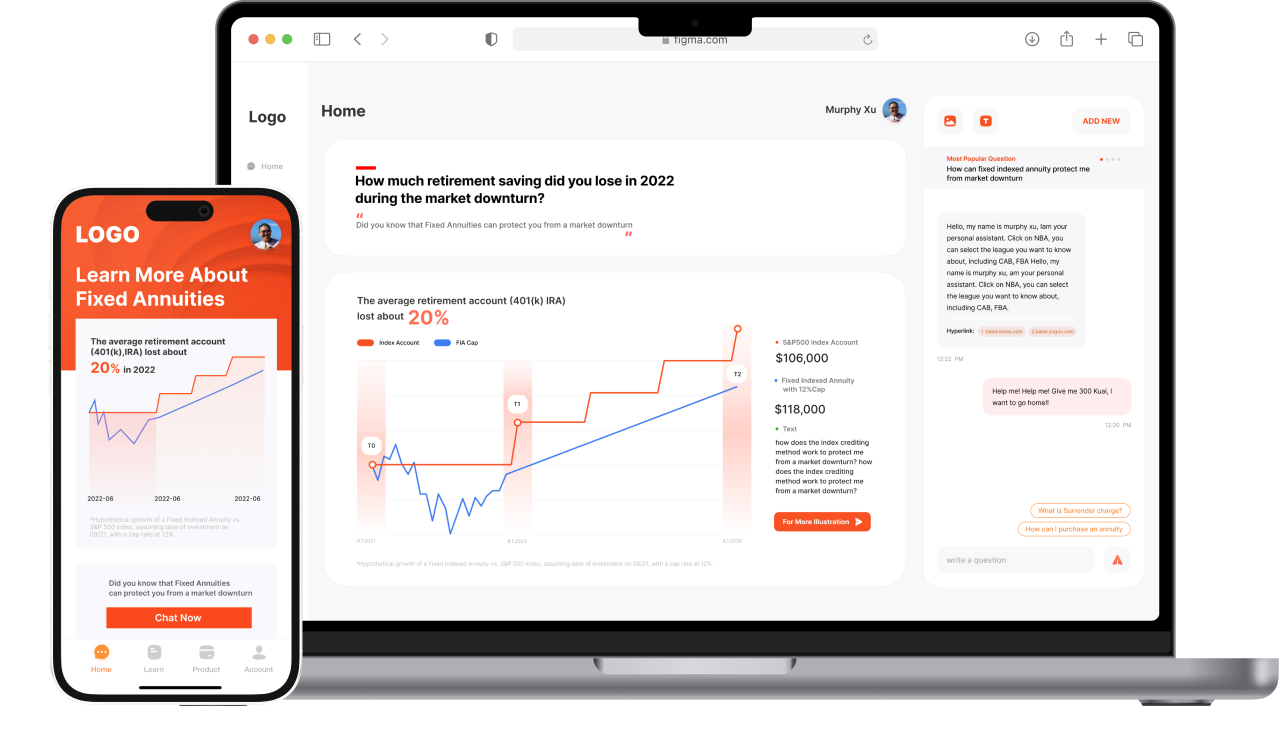 figma.com
Logo
Home
Home
Murphy Xu
How much retirement saving did you lose in 2022
during the market downturn?
“
Did you know that Fixed Annuities can protect you from a market downturn
”
The average retirement account (401(k) IRA)
lost about 20%
Index Account
FIA Cap
T0
T1
T2
8.1.2021
8.1.2023
8.1.2026
*Hypothetical growth of a Fixed Indexed Annuity vs. S&P 500 Index, assuming date of investment on 08/21, with a cap rate at 12%.
S&P500 Index Account
$106,000
Fixed Indexed Annuity
with 12%Cap
$118,000
Text
how does the index crediting
method work to protect me
from a market downturn? how
does the index crediting
method work to protect me
from a market downturn?
For More Illustration
T
ADD NEW
Most Popular Question
How can fixed indexed annuity protect me
from market downturn
Hello, my name is murphy xu, Iam your
personal assistant. Click on NBA, you
can select the league you want to know
about, including CAB, FBA Hello, my
name is murphy xu, am your personal
assistant. Click on NBA, you can select
the league you want to know about,
including CAB, FBA.
Hyperlink: 1. baike.baidu.com 2.baike.sogou.com
12:22 PM
Help me! Help me! Give me 300 Kuai, I
want to go home!!
12:20 PM
What is Surrender charge?
How can I purchase an annuity
write a question
LOGO
Learn More About
Fixed Annuities
The average retirement account
(401(k),IRA) lost about
20% in 2022
2022-06
2022-06
2022-06
*Hypothetical growth of a Fixed Indexed Annuity vs.
S&P 500 Index, assuming date of investment on
08/21, with a cap rate at 12%.
Did you know that Fixed Annuities
can protect you from a market downturn
Chat Now
Home
Learn
Product
Account